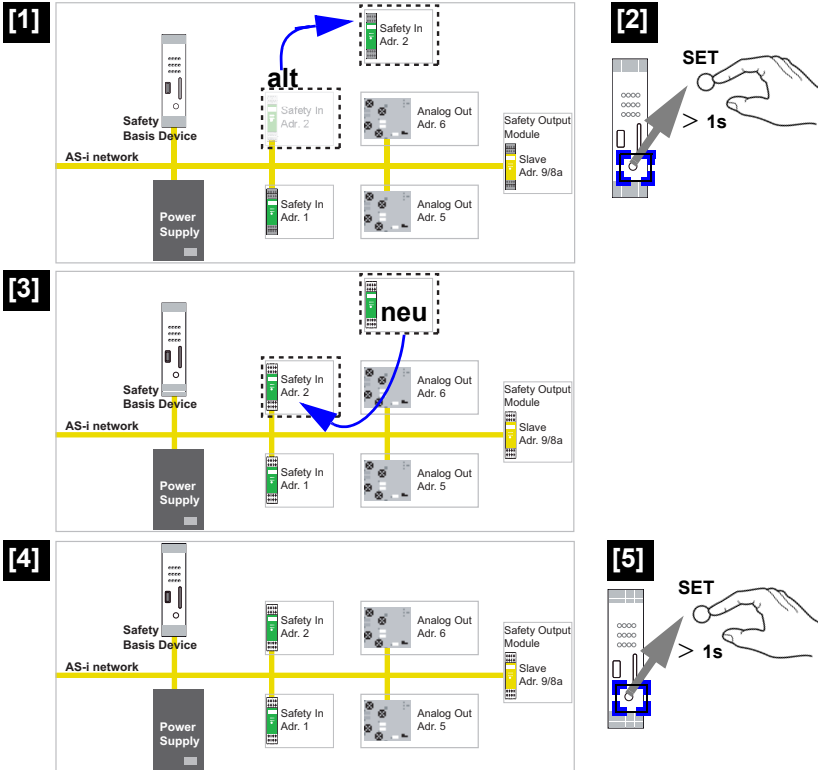 [1]
Safety In
Adr. 2
alt
Safety In
Adr. 2
Safety
Basis Device
Analog Out
Adr. 6
Safety Output
Module
Slave
Adr. 9/8a
AS-i network
Power
Supply
Safety In
Adr. 1
Analog Out
Adr. 5
[2]
SET
> 1s
[3]
neu
Safety In
Adr. 2
Safety
Basis Device
Analog Out
Adr. 6
Safety Output
Module
Slave
Adr. 9/8a
AS-i network
Power
Supply
Safety In
Adr. 1
Analog Out
Adr. 5
[4]
Safety
Basis Device
Safety In
Adr. 2
Analog Out
Adr. 6
Safety Output
Module
Slave
Adr. 9/8a
AS-i network
Power
Supply
Safety In
Adr. 1
Analog Out
Adr. 5
[5]
SET
> 1s